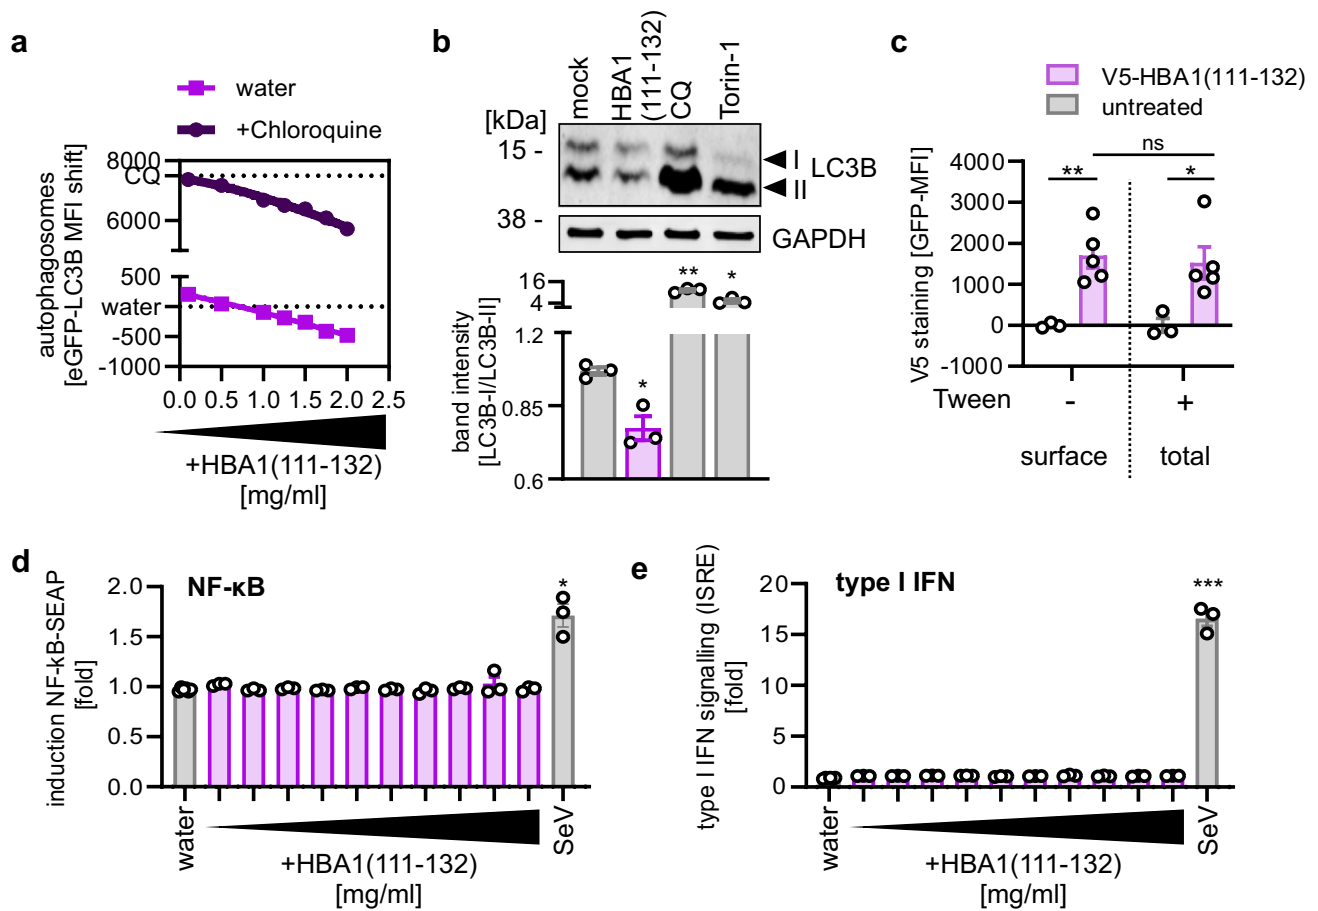 a
water
+Chloroquine
autophagosomes
[eGFP-LC3B MFI shift]
8000
CQ
6000
500
water
-500
-1000
0.0 0.5 1.0 1.5 2.0 2.5
+HBA1(111-132)
[mg/ml]
b
mock
HBA1
(111-132)
CQ
Torin-1
[kDa]
15 -
I
LC3B
II
38 -
GAPDH
band intensity
[LC3B-I/LC3B-II]
16
4
1.2
0.85
0.6
*
**
*
c
V5-HBA1(111-132)
untreated
V5 staining [GFP-MFI]
4000
3000
2000
1000
0
-1000
ns
**
*
Tween - +
surface total
d
NF-κB
induction NF-kB-SEAP
[fold]
2.0
1.5
1.0
0.5
0.0
*
water
SeV
+HBA1(111-132)
[mg/ml]
e
type I IFN
type I IFN signalling (ISRE)
[fold]
20
15
10
5
0
***
water
SeV
+HBA1(111-132)
[mg/ml]